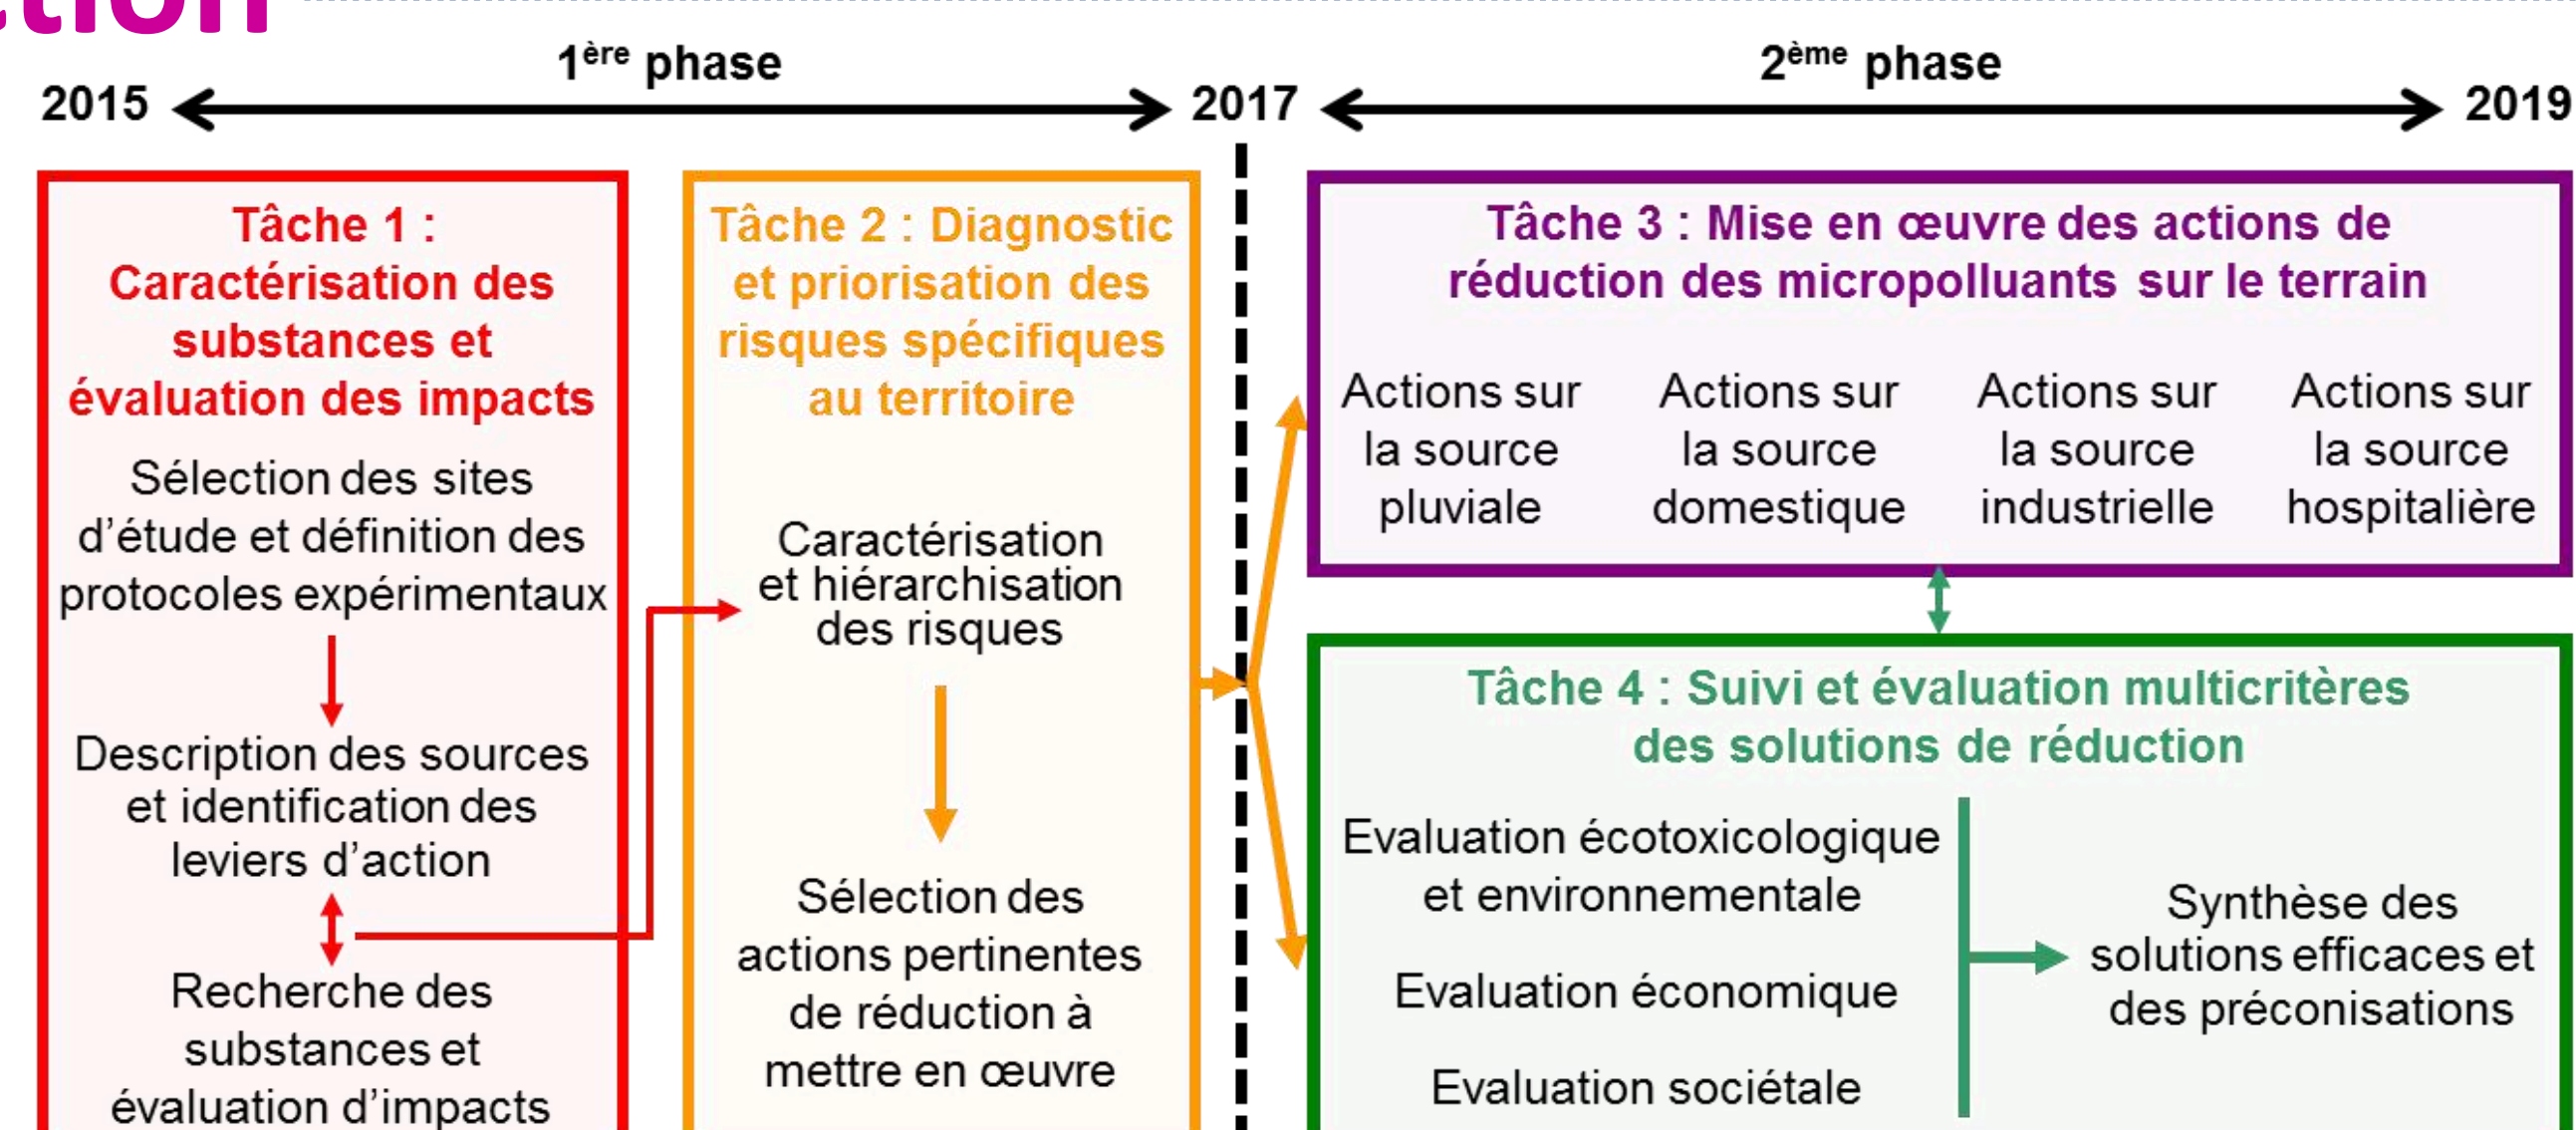 1ère phase
2ème phase
2015
2017
2019
Tâche 1 :
Caractérisation des
substances et
évaluation des impacts
Sélection des sites
d’étude et définition des
protocoles expérimentaux
Description des sources
et identification des
leviers d’action
Recherche des
substances et
évaluation d’impacts
Tâche 2 : Diagnostic
et priorisation des
risques spécifiques
au territoire
Caractérisation
et hiérarchisation
des risques
Sélection des
actions pertinentes
de réduction à
mettre en œuvre
Tâche 3 : Mise en œuvre des actions de
réduction des micropolluants sur le terrain
Actions sur
la source
pluviale
Actions sur
la source
domestique
Actions sur
la source
industrielle
Actions sur
la source
hospitalière
Tâche 4 : Suivi et évaluation multicritères
des solutions de réduction
Evaluation écotoxicologique
et environnementale
Evaluation économique
Evaluation sociétale
Synthèse des
solutions efficaces et
des préconisations